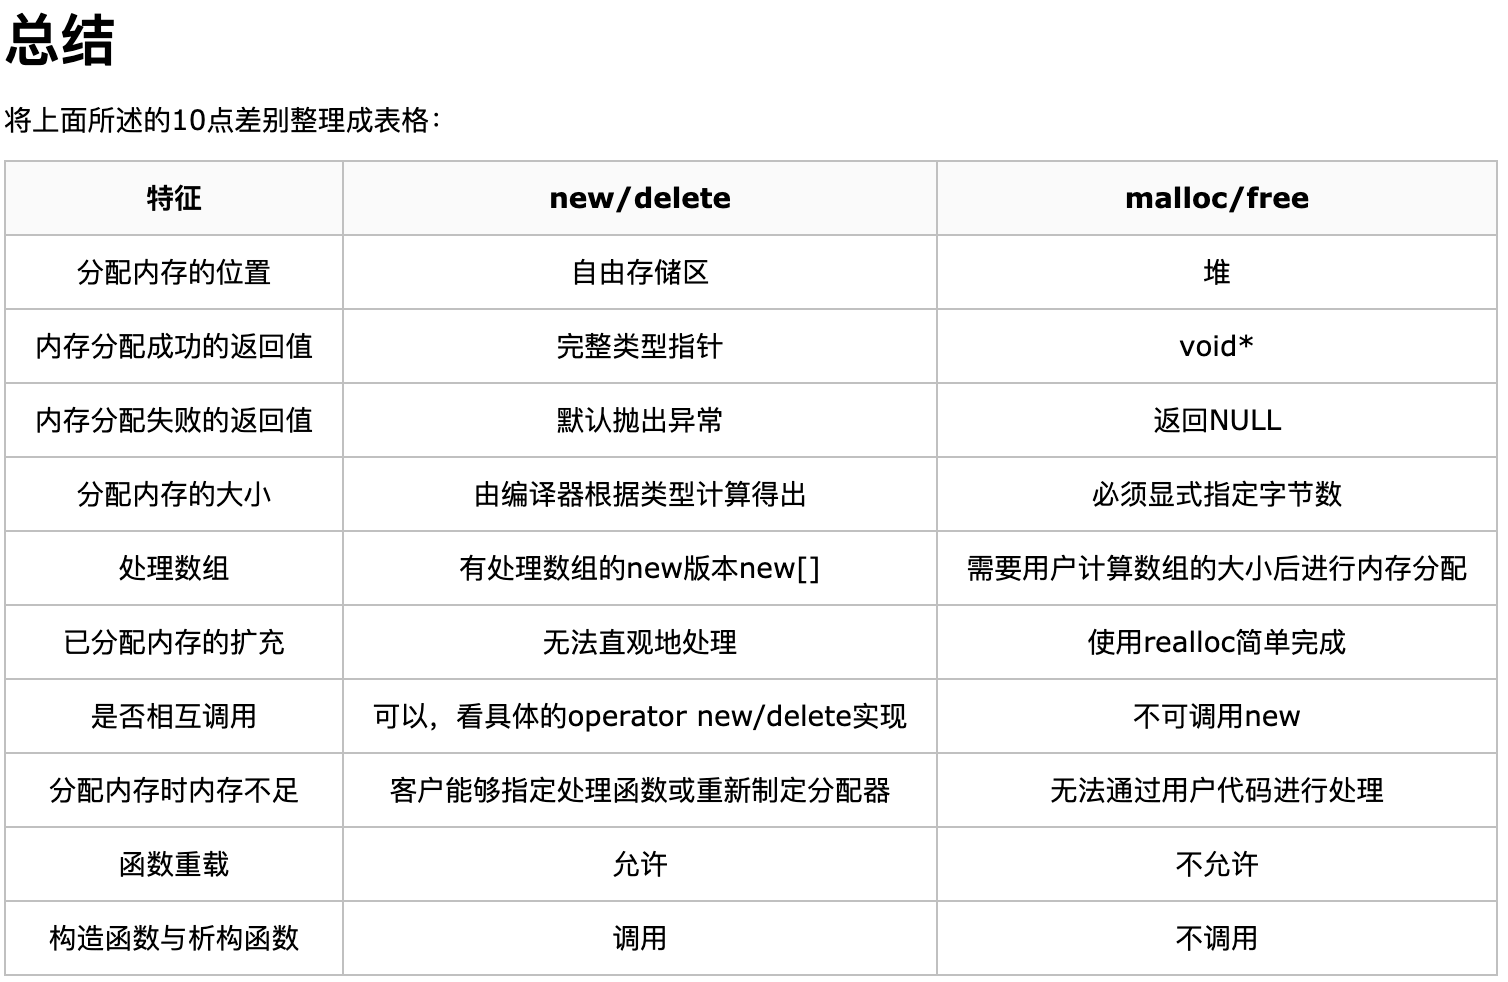 总结
将上面所述的10点差别整理成表格：
特征 new/delete malloc/free
分配内存的位置 自由存储区 堆
内存分配成功的返回值 完整类型指针 void*
内存分配失败的返回值 默认抛出异常 返回NULL
分配内存的大小 由编译器根据类型计算得出 必须显式指定字节数
处理数组 有处理数组的new版本new[] 需要用户计算数组的大小后进行内存分配
已分配内存的扩充 无法直观地处理 使用realloc简单完成
是否相互调用 可以，看具体的operator new/delete实现 不可调用new
分配内存时内存不足 客户能够指定处理函数或重新制定分配器 无法通过用户代码进行处理
函数重载 允许 不允许
构造函数与析构函数 调用 不调用